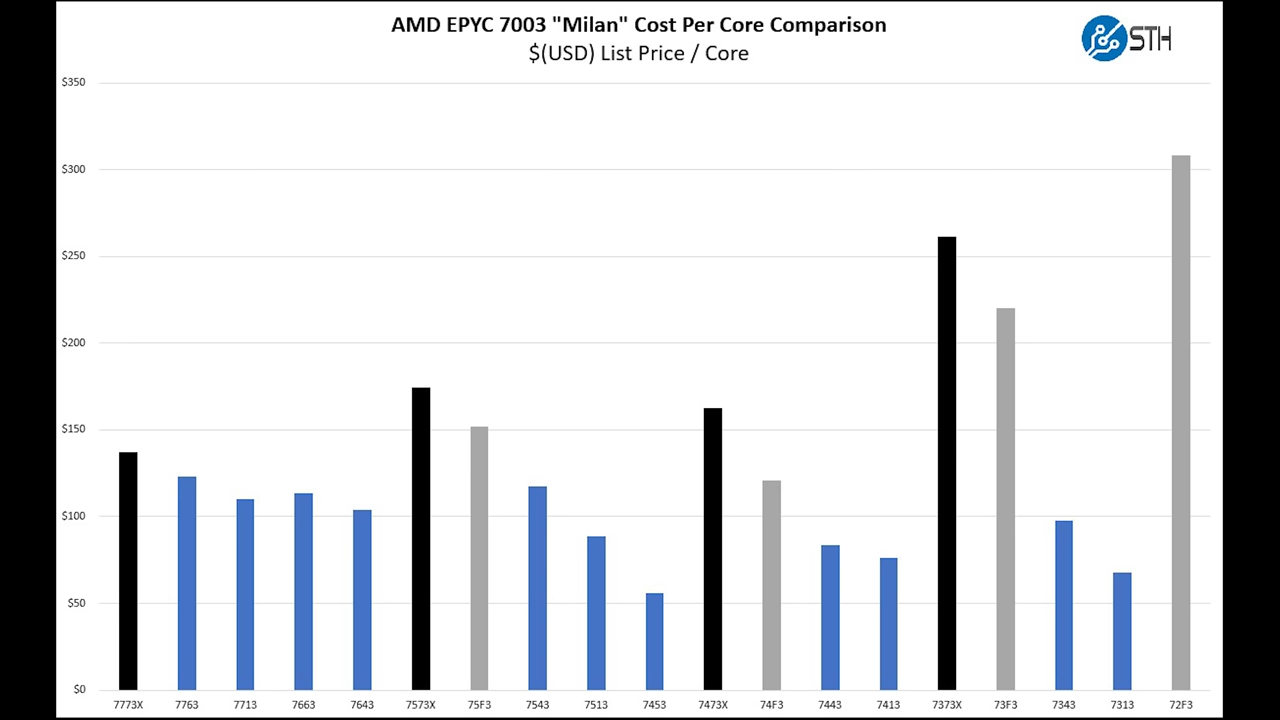 AMD EPYC 7003 "Milan" Cost Per Core Comparison
$(USD) List Price / Core
STH
$350
$300
$250
$200
$150
$100
$50
$0
7773X 7763 7713 7663 7643 7573X 75F3 7543 7513 7453 7473X 74F3 7443 7413 7373X 73F3 7343 7313 72F3